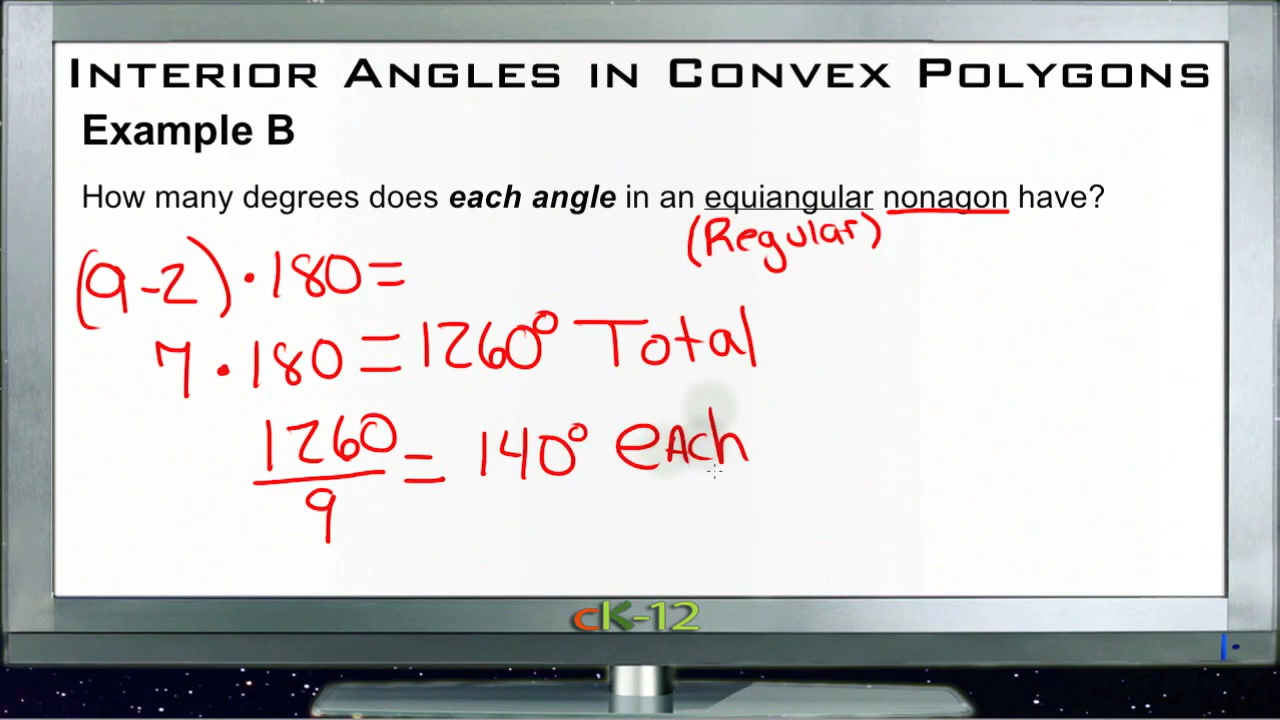 INTERIOR ANGLES IN CONVEX POLYGONS
Example B
How many degrees does each angle in an equiangular nonagon have?
(Regular)
(9-2)·180=
7·180=1260° Total
1260/9=140° eACh
cK-12